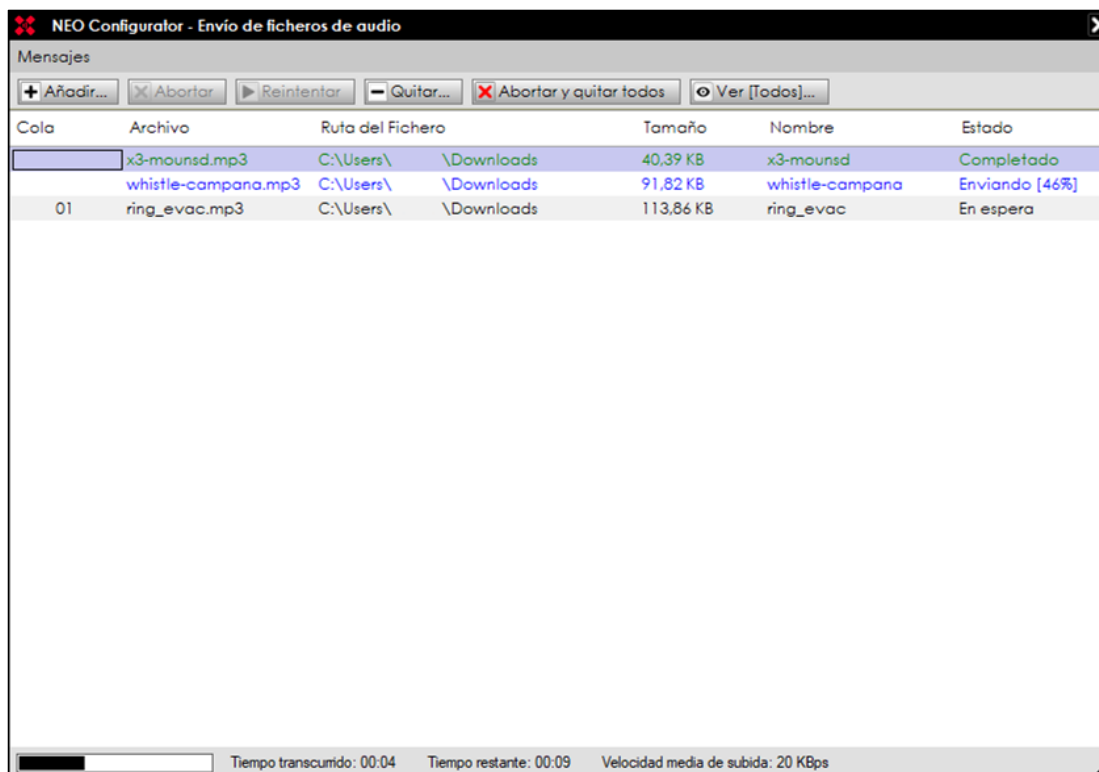 NEO Configurator - Envío de ficheros de audio
Mensajes
Añadir... Abortar Reintentar Quitar... Abortar y quitar todos Ver [Todos]...
Cola Archivo Ruta del Fichero Tamaño Nombre Estado
x3-mounsd.mp3 C:\Users\ \Downloads 40,39 KB x3-mounsd Completado
whistle-campana.mp3 C:\Users\ \Downloads 91,82 KB whistle-campana Enviando [46%]
01 ring_evac.mp3 C:\Users\ \Downloads 113,86 KB ring_evac En espera
Tiempo transcurrido: 00:04 Tiempo restante: 00:09 Velocidad media de subida: 20 KBps